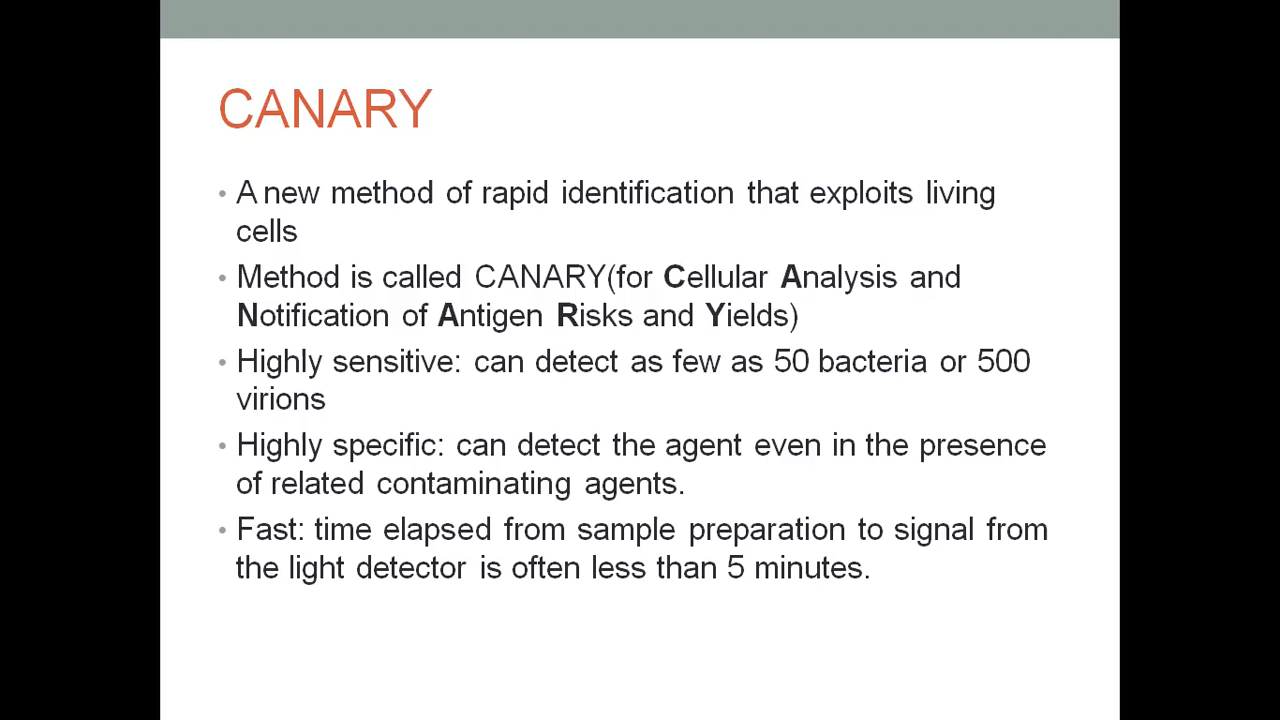 CANARY
• A new method of rapid identification that exploits living
cells
• Method is called CANARY(for Cellular Analysis and
Notification of Antigen Risks and Yields)
• Highly sensitive: can detect as few as 50 bacteria or 500
virions
• Highly specific: can detect the agent even in the presence
of related contaminating agents.
• Fast: time elapsed from sample preparation to signal from
the light detector is often less than 5 minutes.